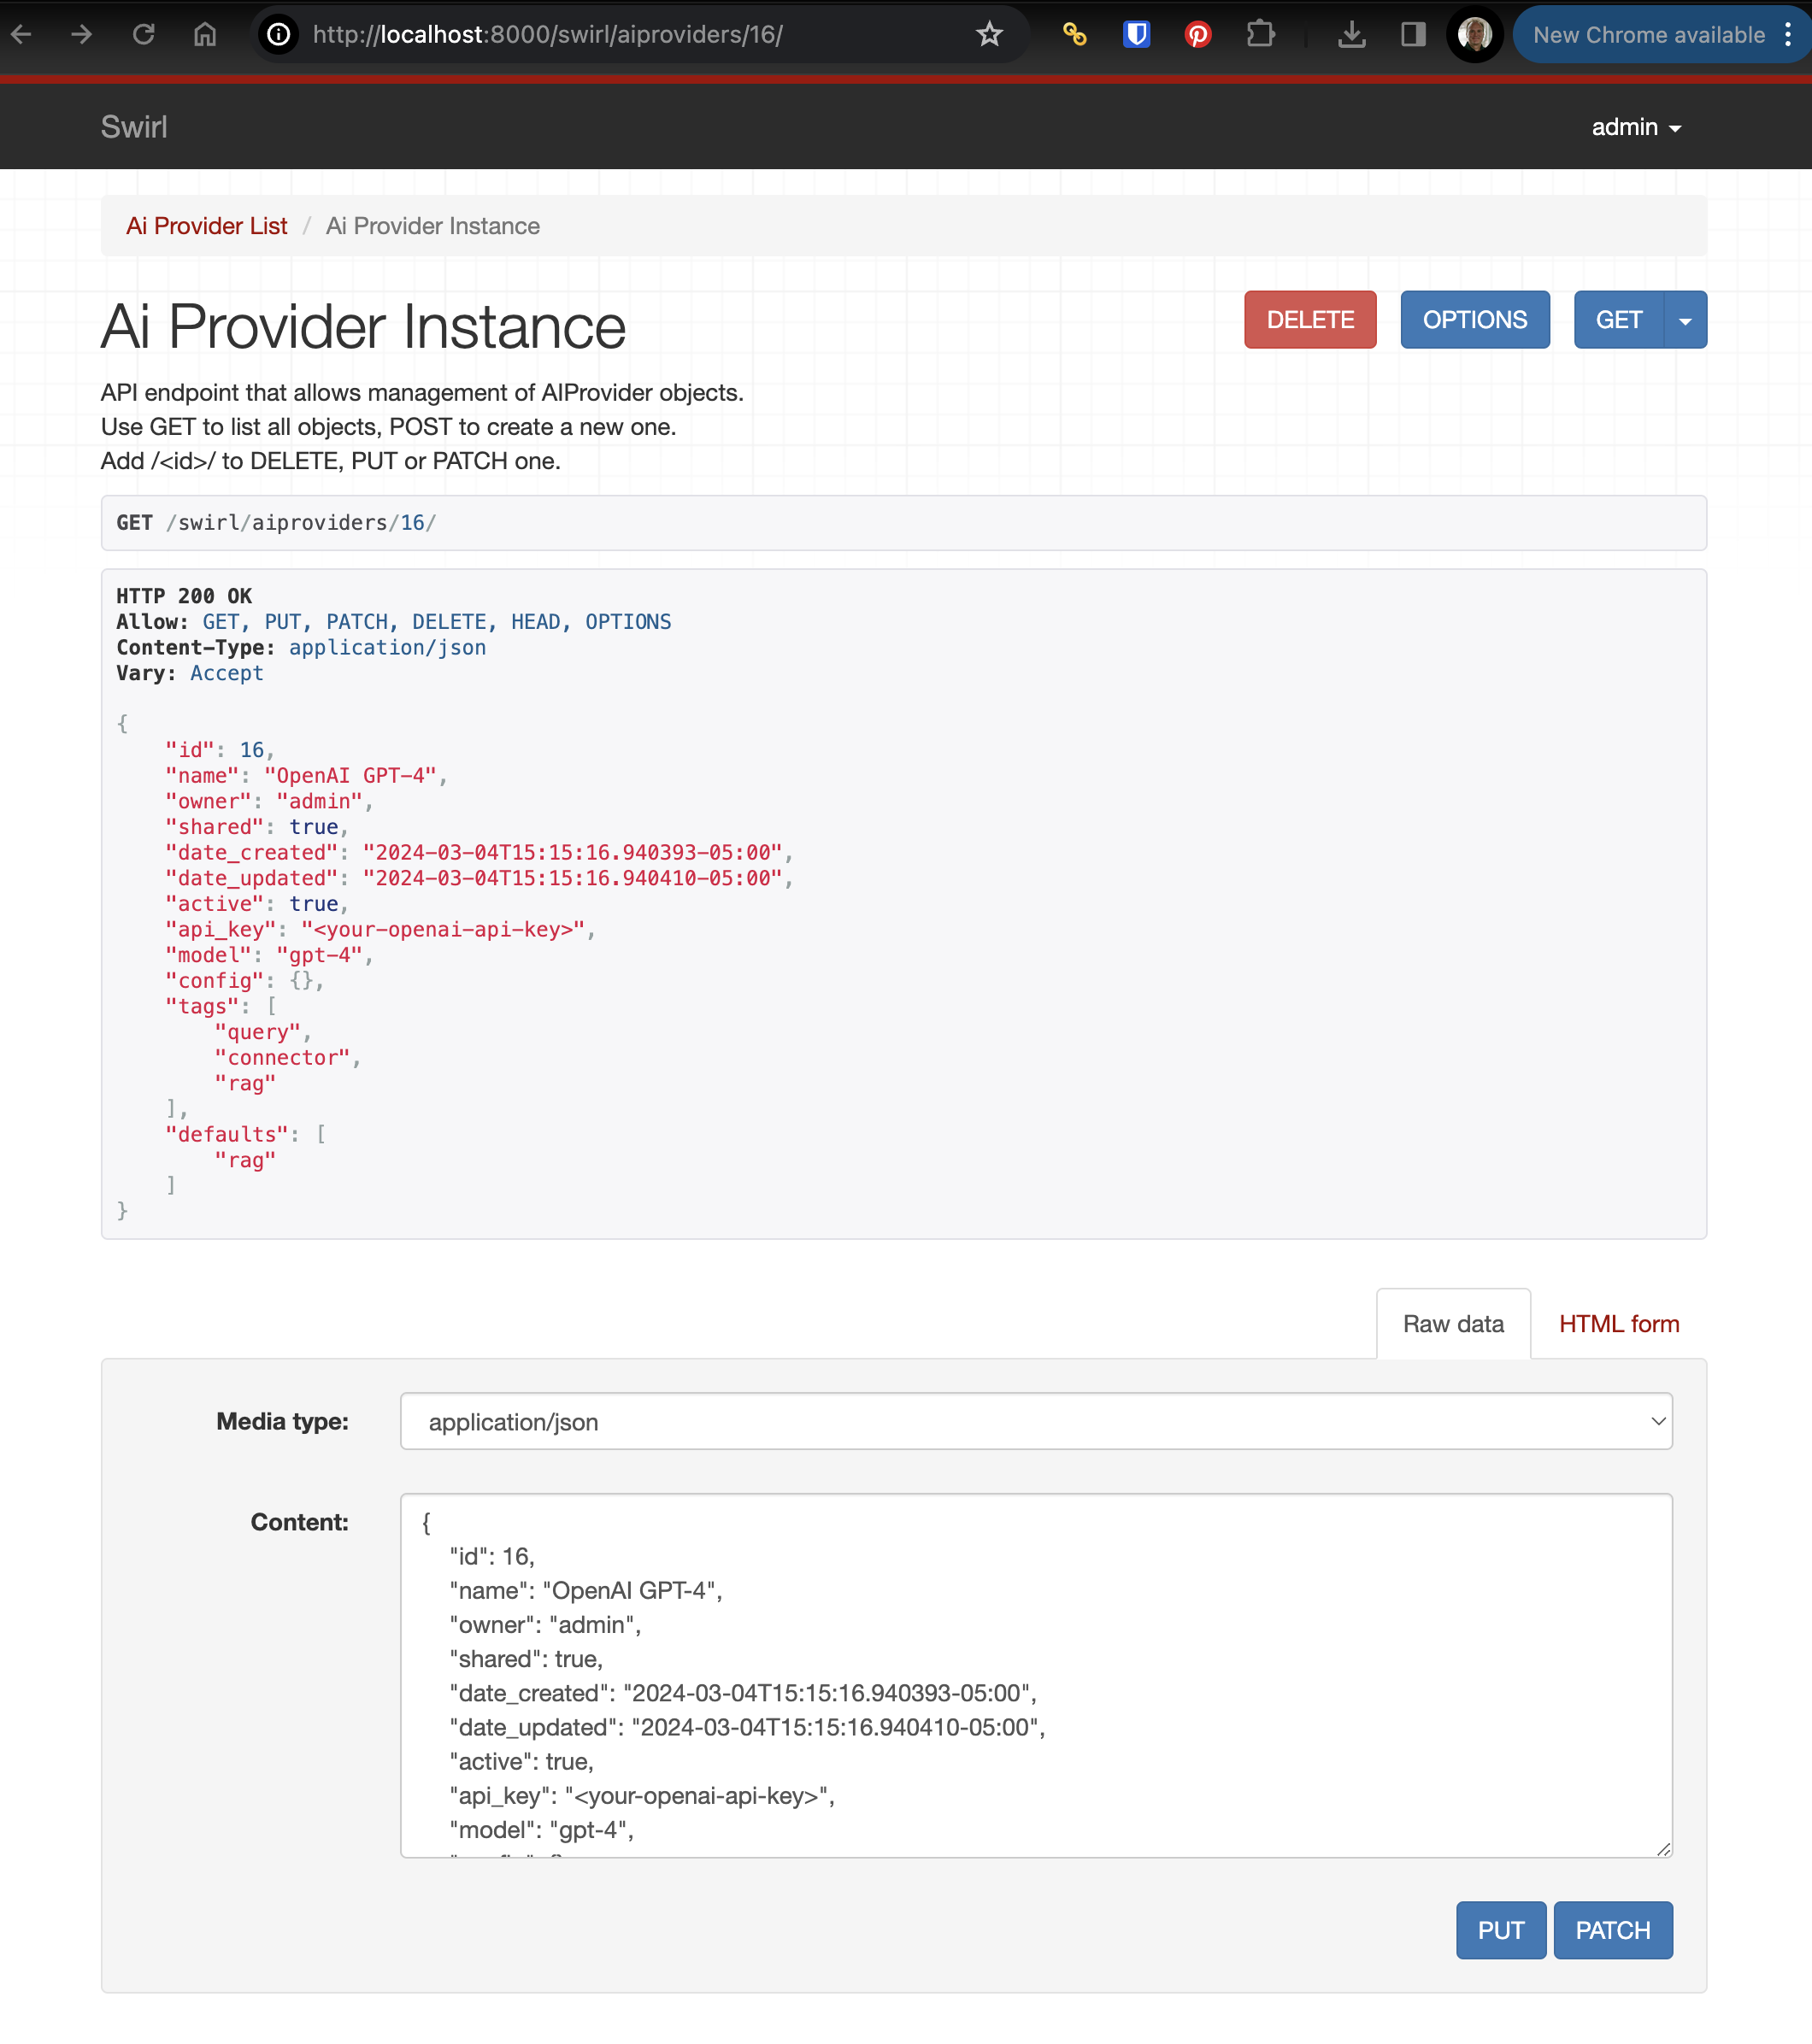 http://localhost:8000/swirl/aiproviders/16/
New Chrome available
Swirl
admin
Ai Provider List / Ai Provider Instance
Ai Provider Instance
DELETE
OPTIONS
GET
API endpoint that allows management of AIProvider objects.
Use GET to list all objects, POST to create a new one.
Add /<id>/ to DELETE, PUT or PATCH one.
GET /swirl/aiproviders/16/
HTTP 200 OK
Allow: GET, PUT, PATCH, DELETE, HEAD, OPTIONS
Content-Type: application/json
Vary: Accept
{
    "id": 16,
    "name": "OpenAI GPT-4",
    "owner": "admin",
    "shared": true,
    "date_created": "2024-03-04T15:15:16.940393-05:00",
    "date_updated": "2024-03-04T15:15:16.940410-05:00",
    "active": true,
    "api_key": "<your-openai-api-key>",
    "model": "gpt-4",
    "config": {},
    "tags": [
        "query",
        "connector",
        "rag"
    ],
    "defaults": [
        "rag"
    ]
}
Raw data
HTML form
Media type:
application/json
Content:
{
    "id": 16,
    "name": "OpenAI GPT-4",
    "owner": "admin",
    "shared": true,
    "date_created": "2024-03-04T15:15:16.940393-05:00",
    "date_updated": "2024-03-04T15:15:16.940410-05:00",
    "active": true,
    "api_key": "<your-openai-api-key>",
    "model": "gpt-4",
PUT
PATCH